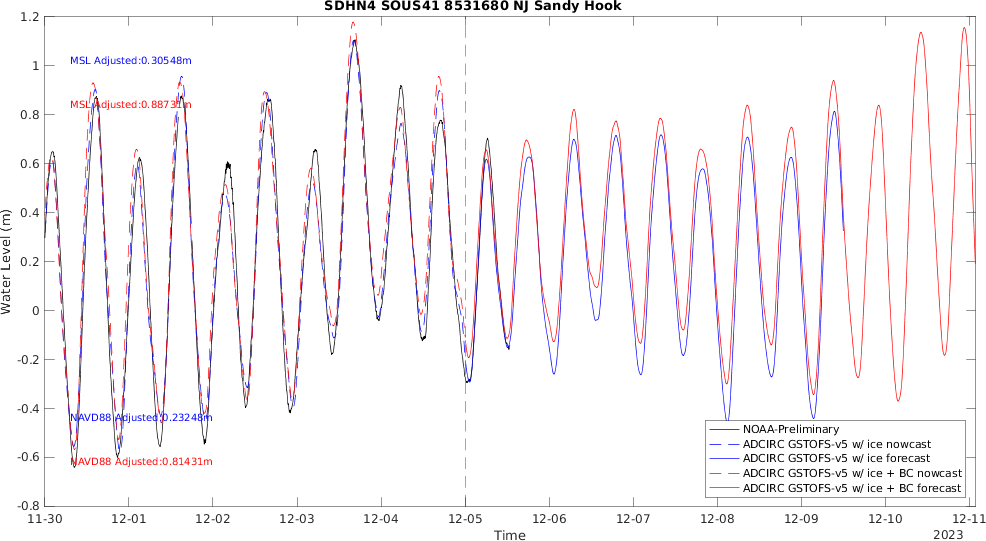 SDHN4 SOUS41 8531680 NJ Sandy Hook
1.2
1
0.8
0.6
0.4
0.2
0
-0.2
-0.4
-0.6
-0.8
Water Level (m)
MSL Adjusted:0.30548m
MSL Adjusted:0.88731m
NAVD88 Adjusted:0.23248m
NAVD88 Adjusted:0.81431m
NOAA-Preliminary
ADCIRC GSTOFS-v5 w/ ice nowcast
ADCIRC GSTOFS-v5 w/ ice forecast
ADCIRC GSTOFS-v5 w/ ice + BC nowcast
ADCIRC GSTOFS-v5 w/ ice + BC forecast
11-30 12-01 12-02 12-03 12-04 12-05 12-06 12-07 12-08 12-09 12-10 12-11
Time
2023